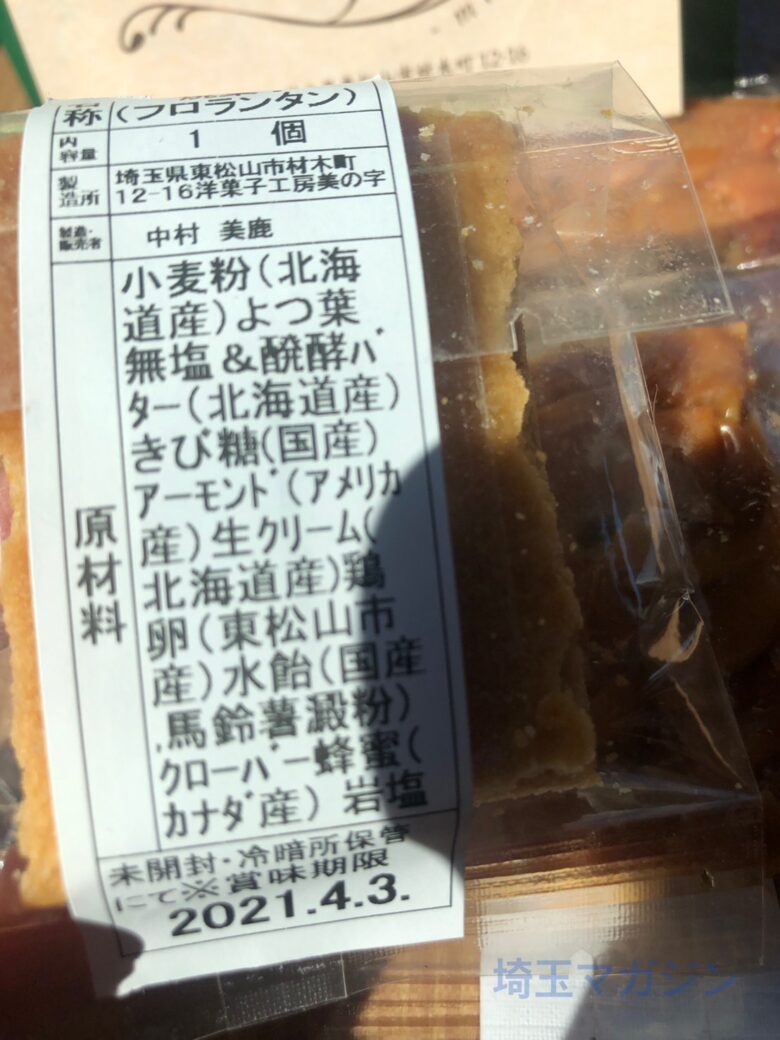 12-16
称
(フロランタン)
内容量
1 個
製造所
埼玉県東松山市材木町
12-16洋菓子工房美の字
製造・販売者
中村 美鹿
原材料
小麦粉(北海
道産)よつ葉
無塩&醗酵バ
ター(北海道産)
きび糖(国産)
アーモンド(アメリカ
産)生クリーム(
北海道産)鶏
卵(東松山市
産)水飴(国産
馬鈴薯澱粉)
クローバー蜂蜜(
カナダ産)岩塩
未開封・冷暗所保管
にて※賞味期限
2021.4.3.
埼玉マガジン